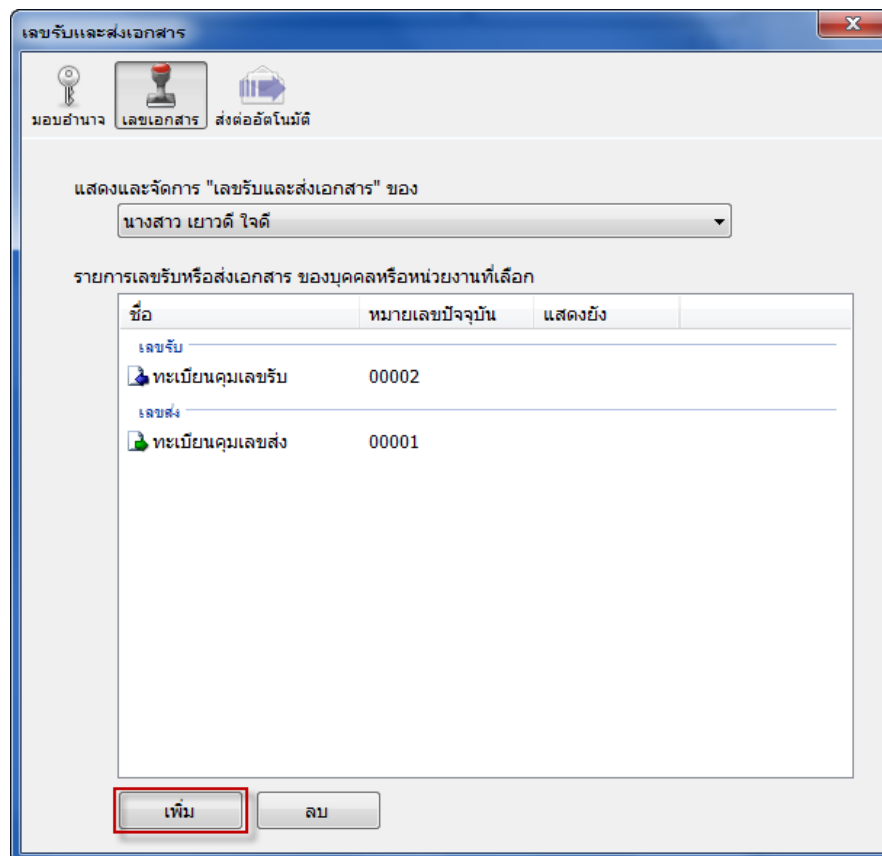 เลขรับและส่งเอกสาร
มอบอำนาจ เลขเอกสาร ส่งต่ออัตโนมัติ
แสดงและจัดการ "เลขรับและส่งเอกสาร" ของ
นางสาว เยาวดี ใจดี
รายการเลขรับหรือส่งเอกสาร ของบุคคลหรือหน่วยงานที่เลือก
ชื่อ หมายเลขปัจจุบัน แสดงยัง
เลขรับ
ทะเบียนคุมเลขรับ 00002
เลขส่ง
ทะเบียนคุมเลขส่ง 00001
เพิ่ม ลบ